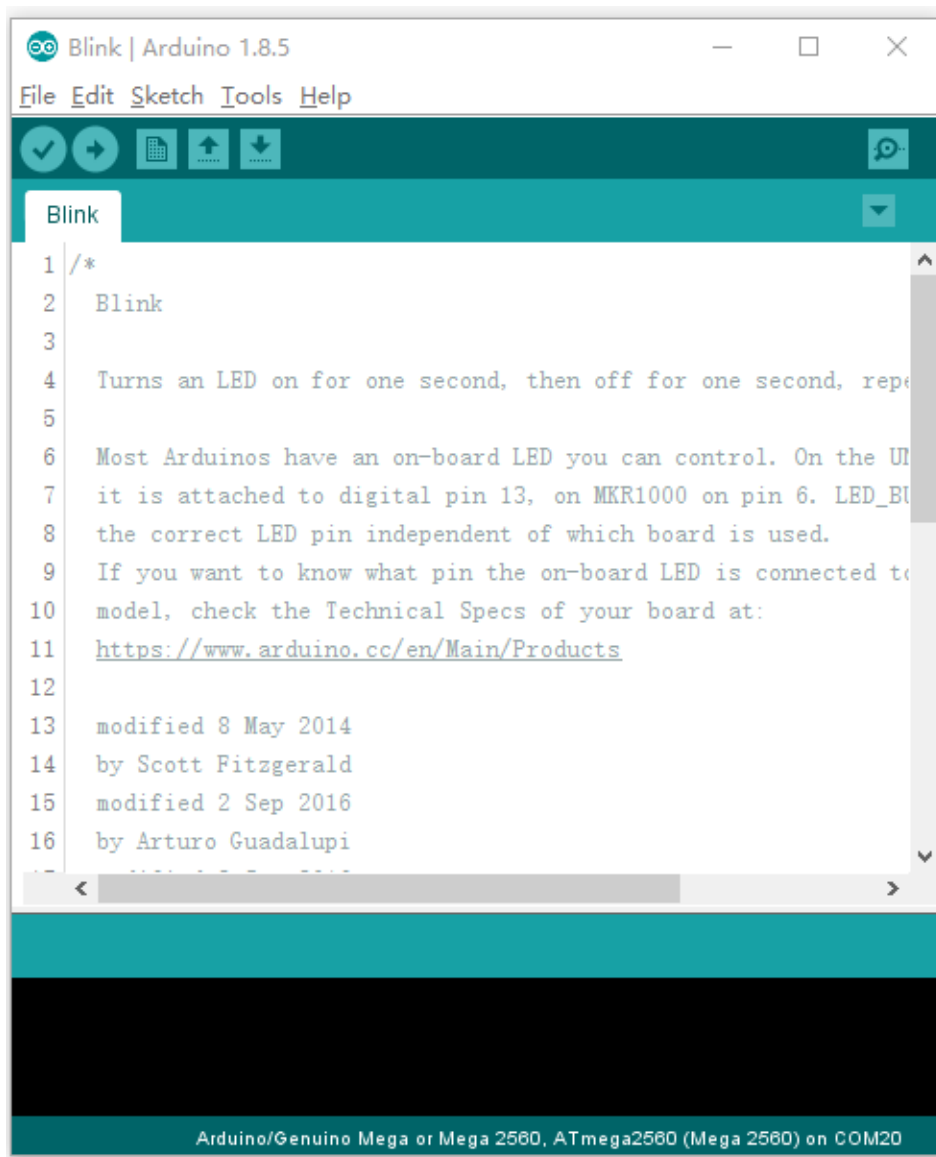 Blink | Arduino 1.8.5
File Edit Sketch Tools Help
Blink
1 /*
2 Blink
3
4 Turns an LED on for one second, then off for one second, repe
5
6 Most Arduinos have an on-board LED you can control. On the UN
7 it is attached to digital pin 13, on MKR1000 on pin 6. LED_BU
8 the correct LED pin independent of which board is used.
9 If you want to know what pin the on-board LED is connected to
10 model, check the Technical Specs of your board at:
11 https://www.arduino.cc/en/Main/Products
12
13 modified 8 May 2014
14 by Scott Fitzgerald
15 modified 2 Sep 2016
16 by Arturo Guadalupi
Arduino/Genuino Mega or Mega 2560, ATmega2560 (Mega 2560) on COM20